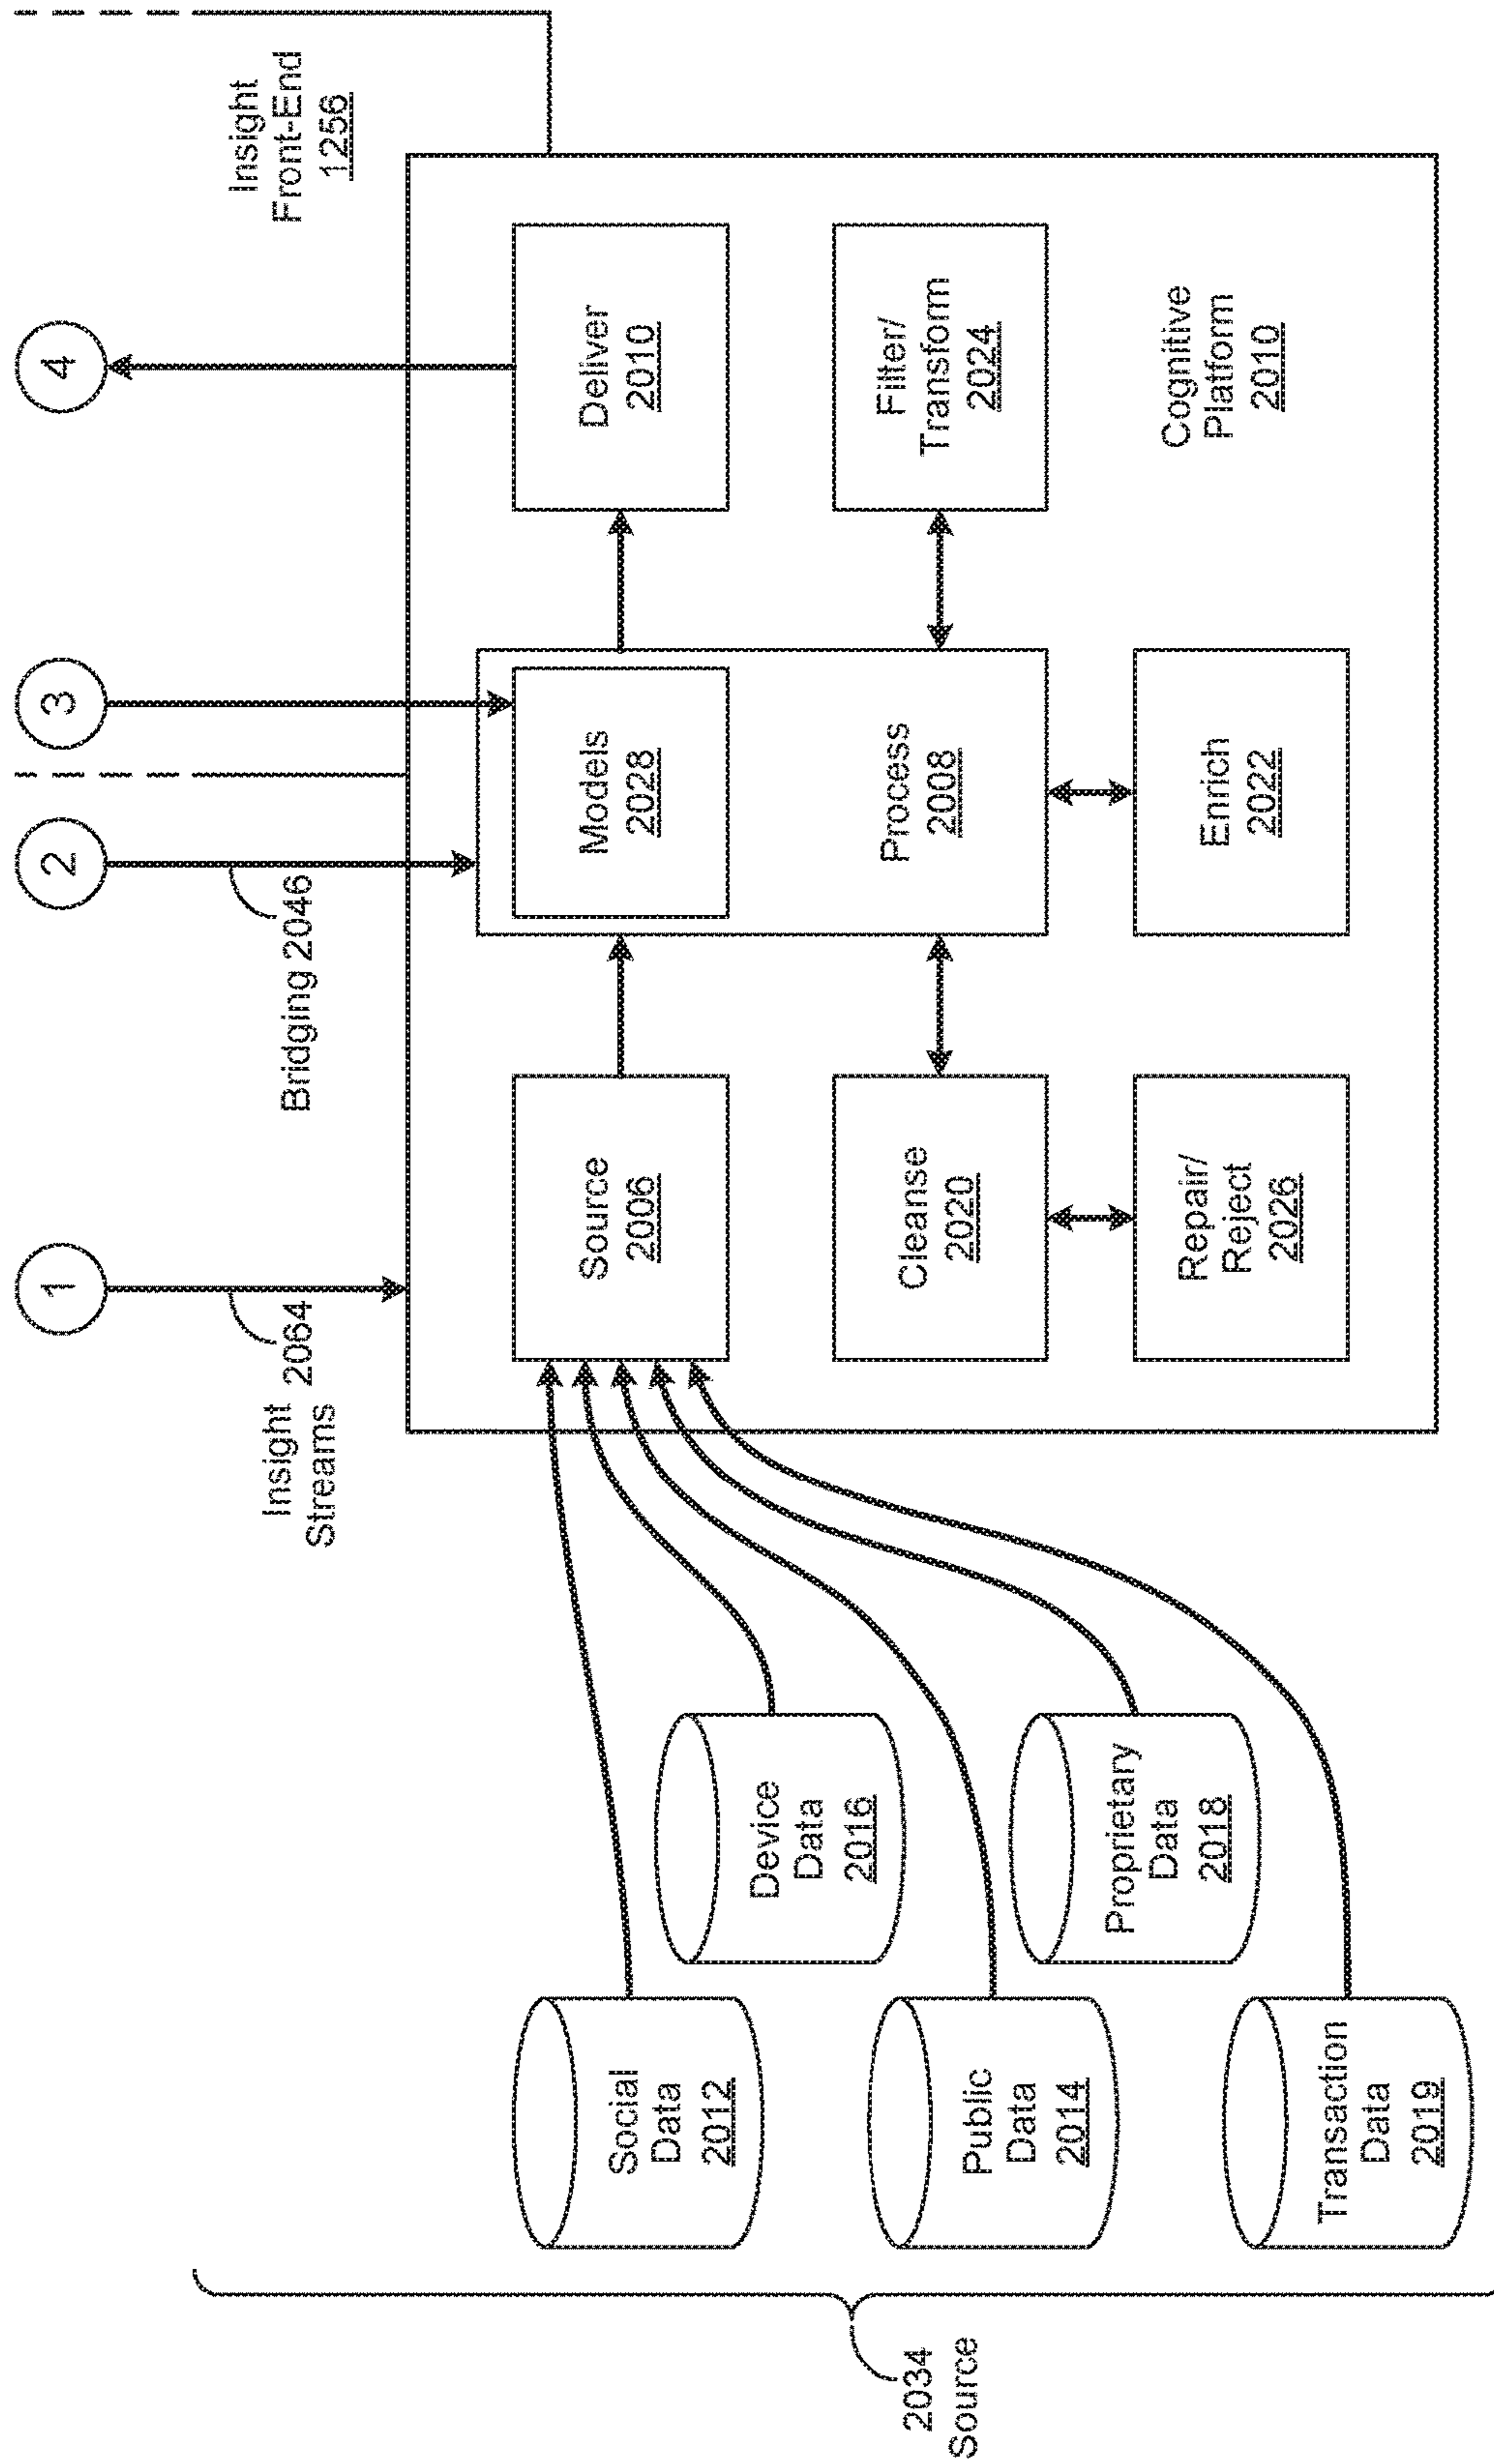 1
2
3
4
Insight
Front-End
1256
Bridging 2046
Insight 2064
Streams
Source
2006
Models
2028
Deliver
2010
Process
2008
Cleanse
2020
Filter/
Transform
2024
Repair/
Reject
2026
Enrich
2022
Cognitive
Platform
2010
Social
Data
2012
Device
Data
2016
Public
Data
2014
Proprietary
Data
2018
Transaction
Data
2019
2034
Source